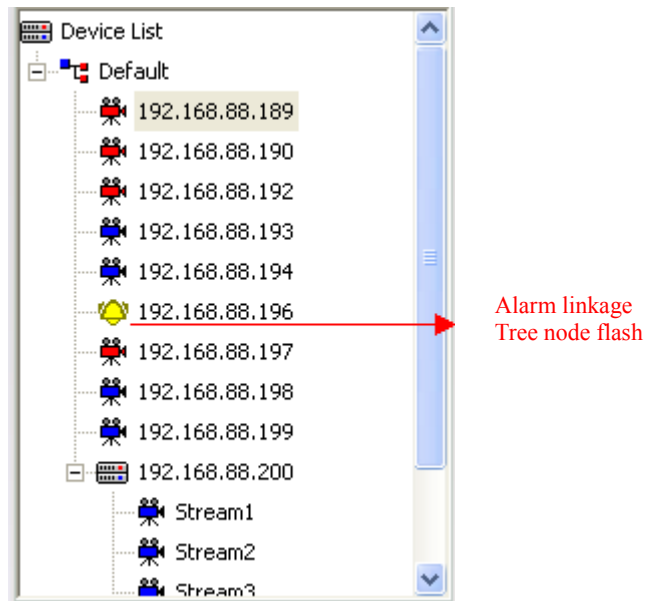 Device List
Default
192.168.88.189
192.168.88.190
192.168.88.192
192.168.88.193
192.168.88.194
192.168.88.196
192.168.88.197
192.168.88.198
192.168.88.199
192.168.88.200
Stream1
Stream2
Stream3
Alarm linkage
Tree node flash